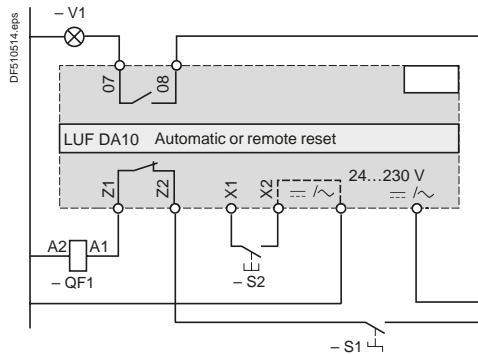 – V1
DF510514.eps
07 08
LUF DA10 Automatic or remote reset
24...230 V
Z1 Z2 X1 X2 /~ /~
A2 A1
– QF1
– S2
– S1